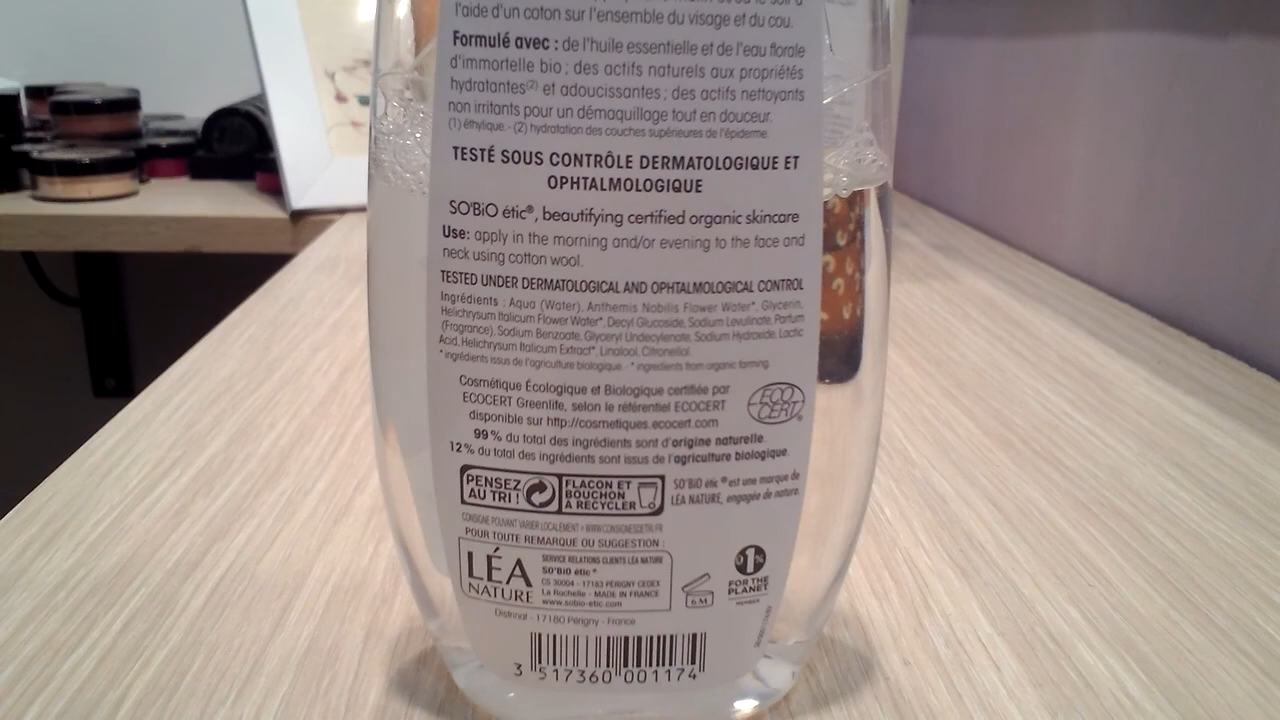 l'aide d'un coton sur l'ensemble du visage et du cou.
Formulé avec : de l'huile essentielle et de l'eau florale
d'immortelle bio ; des actifs naturels aux propriétés
hydratantes(2) et adoucissantes ; des actifs nettoyants
non irritants pour un démaquillage tout en douceur.
(1) éthylique. - (2) hydratation des couches supérieures de l'épiderme.
TESTÉ SOUS CONTRÔLE DERMATOLOGIQUE ET
OPHTALMOLOGIQUE
SO'BiO étic®, beautifying certified organic skincare
Use: apply in the morning and/or evening to the face and
neck using cotton wool.
TESTED UNDER DERMATOLOGICAL AND OPHTALMOLOGICAL CONTROL
Ingrédients : Aqua (Water), Anthemis Nobilis Flower Water*, Glycerin,
Helichrysum Italicum Flower Water*, Decyl Glucoside, Sodium Levulinate, Parfum
(Fragrance), Sodium Benzoate, Glyceryl Undecylenate, Sodium Hydroxide, Lactic
Acid, Helichrysum Italicum Extract*, Linalool, Citronellol.
* ingrédients issus de l'agriculture biologique. - * ingredients from organic farming.
Cosmétique Écologique et Biologique certifiée par
ECOCERT Greenlife, selon le référentiel ECOCERT
disponible sur http://cosmetiques.ecocert.com
ECO
CERT®
99% du total des ingrédients sont d'origine naturelle.
12% du total des ingrédients sont issus de l'agriculture biologique.
PENSEZ
AU TRI !
FLACON ET
BOUCHON
À RECYCLER
SO'BiO étic ® est une marque de
LÉA NATURE, engagée de nature.
CONSIGNE POUVANT VARIER LOCALEMENT > WWW.CONSIGNESDETRI.FR
POUR TOUTE REMARQUE OU SUGGESTION :
LÉA
NATURE
SERVICE RELATIONS CLIENTS LÉA NATURE
SO'BiO étic ®
CS 30004 - 17183 PÉRIGNY CEDEX
La Rochelle - MADE IN FRANCE
www.sobio-etic.com
6 M
1%
FOR THE
PLANET
MEMBER
Distrinat - 17180 Périgny - France
3 517360 001174